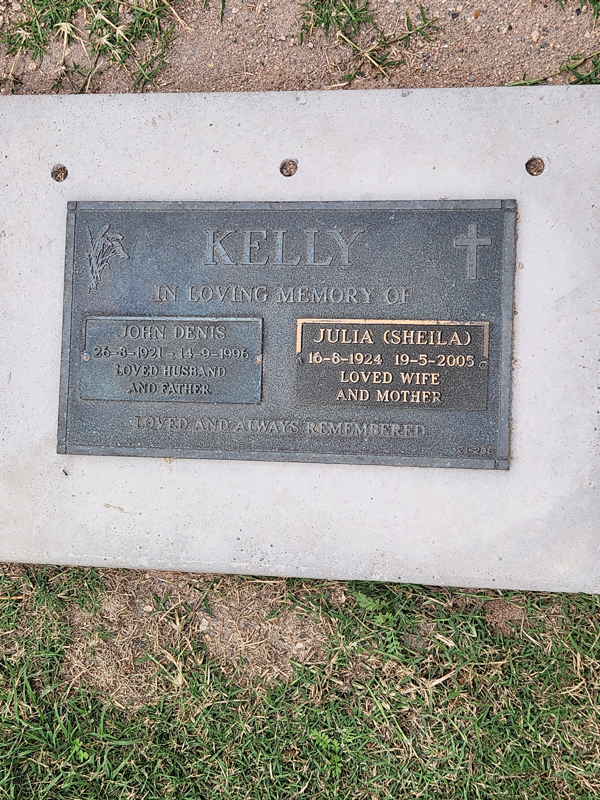 KELLY
IN LOVING MEMORY OF
JOHN DENIS
26-8-1921 - 14-9-1996
LOVED HUSBAND
AND FATHER
JULIA (SHEILA)
16-8-1924 19-5-2005
LOVED WIFE
AND MOTHER
LOVED AND ALWAYS REMEMBERED